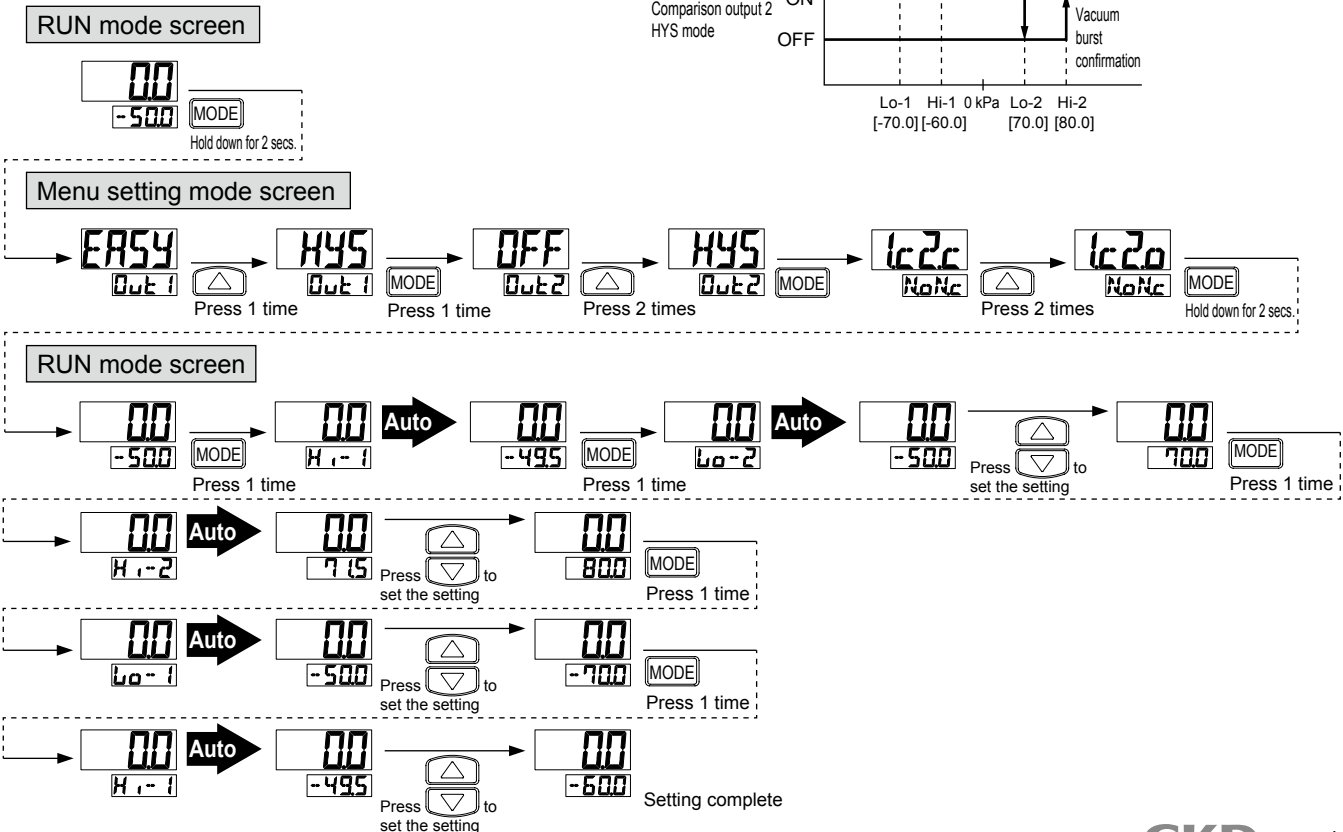 Comparison output 2 ON
HYS mode
OFF
Vacuum
burst
confirmation
Lo-1 Hi-1 0 kPa Lo-2 Hi-2
[-70.0] [-60.0] [70.0] [80.0]
RUN mode screen
0.0
-50.0 MODE
Hold down for 2 secs.
Menu setting mode screen
EASY HYS OFF HYS 1.c2.c 1.c2.o
Out1 Out1 MODE Out2 Out2 MODE N.oN.c N.oN.c MODE
Press 1 time Press 1 time Press 2 times Press 2 times Hold down for 2 secs.
RUN mode screen
0.0 0.0 Auto 0.0 0.0 Auto 0.0 0.0
-50.0 MODE Hi-1 -49.5 MODE Lo-2 -50.0 70.0 MODE
Press 1 time Press 1 time Press to
set the setting Press 1 time
0.0 Auto 0.0 0.0
Hi-2 71.5 Press to
set the setting 80.0 MODE
Press 1 time
0.0 Auto 0.0 0.0
Lo-1 -50.0 Press to
set the setting -70.0 MODE
Press 1 time
0.0 Auto 0.0 0.0
Hi-1 -49.5 Press to
set the setting -60.0 Setting complete